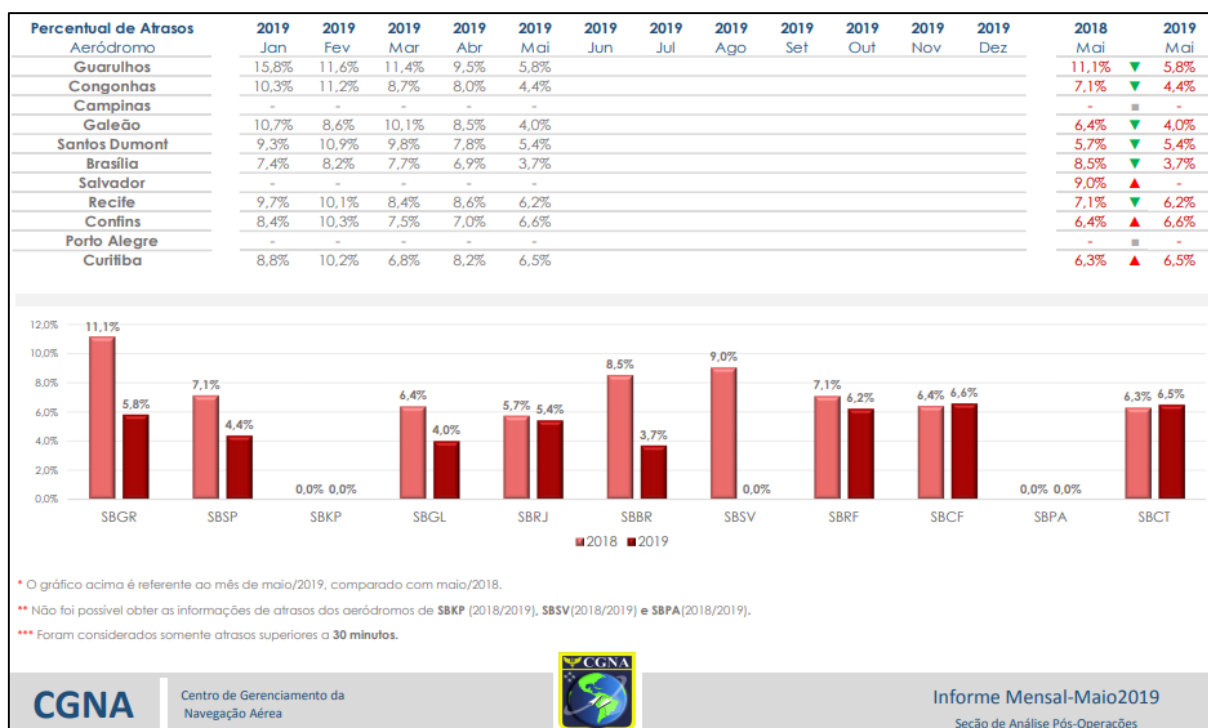 Percentual de Atrasos 2019 2019 2019 2019 2019 2019 2019 2019 2019 2019 2019 2019 2018 2019
Aeródromo Jan Fev Mar Abr Mai Jun Jul Ago Set Out Nov Dez Mai Mai
Guarulhos 15,8% 11,6% 11,4% 9,5% 5,8% 11,1% ▼ 5,8%
Congonhas 10,3% 11,2% 8,7% 8,0% 4,4% 7,1% ▼ 4,4%
Campinas - - - - - - ■ -
Galeão 10,7% 8,6% 10,1% 8,5% 4,0% 6,4% ▼ 4,0%
Santos Dumont 9,3% 10,9% 9,8% 7,8% 5,4% 5,7% ▼ 5,4%
Brasília 7,4% 8,2% 7,7% 6,9% 3,7% 8,5% ▼ 3,7%
Salvador - - - - - 9,0% ▲ -
Recife 9,7% 10,1% 8,4% 8,6% 6,2% 7,1% ▼ 6,2%
Confins 8,4% 10,3% 7,5% 7,0% 6,6% 6,4% ▲ 6,6%
Porto Alegre - - - - - - ■ -
Curitiba 8,8% 10,2% 6,8% 8,2% 6,5% 6,3% ▲ 6,5%
12,0%
10,0%
8,0%
6,0%
4,0%
2,0%
0,0%
11,1% 5,8%
7,1% 4,4%
0,0% 0,0%
6,4% 4,0%
5,7% 5,4%
8,5% 3,7%
9,0% 0,0%
7,1% 6,2%
6,4% 6,6%
0,0% 0,0%
6,3% 6,5%
SBGR SBSP SBKP SBGL SBRJ SBBR SBSV SBRF SBCF SBPA SBCT
2018 2019
* O gráfico acima é referente ao mês de maio/2019, comparado com maio/2018.
** Não foi possível obter as informações de atrasos dos aeródromos de SBKP (2018/2019), SBSV(2018/2019) e SBPA(2018/2019).
*** Foram considerados somente atrasos superiores a 30 minutos.
CGNA
Centro de Gerenciamento da
Navegação Aérea
CGNA
Informe Mensal-Maio2019
Seção de Análise Pós-Operações